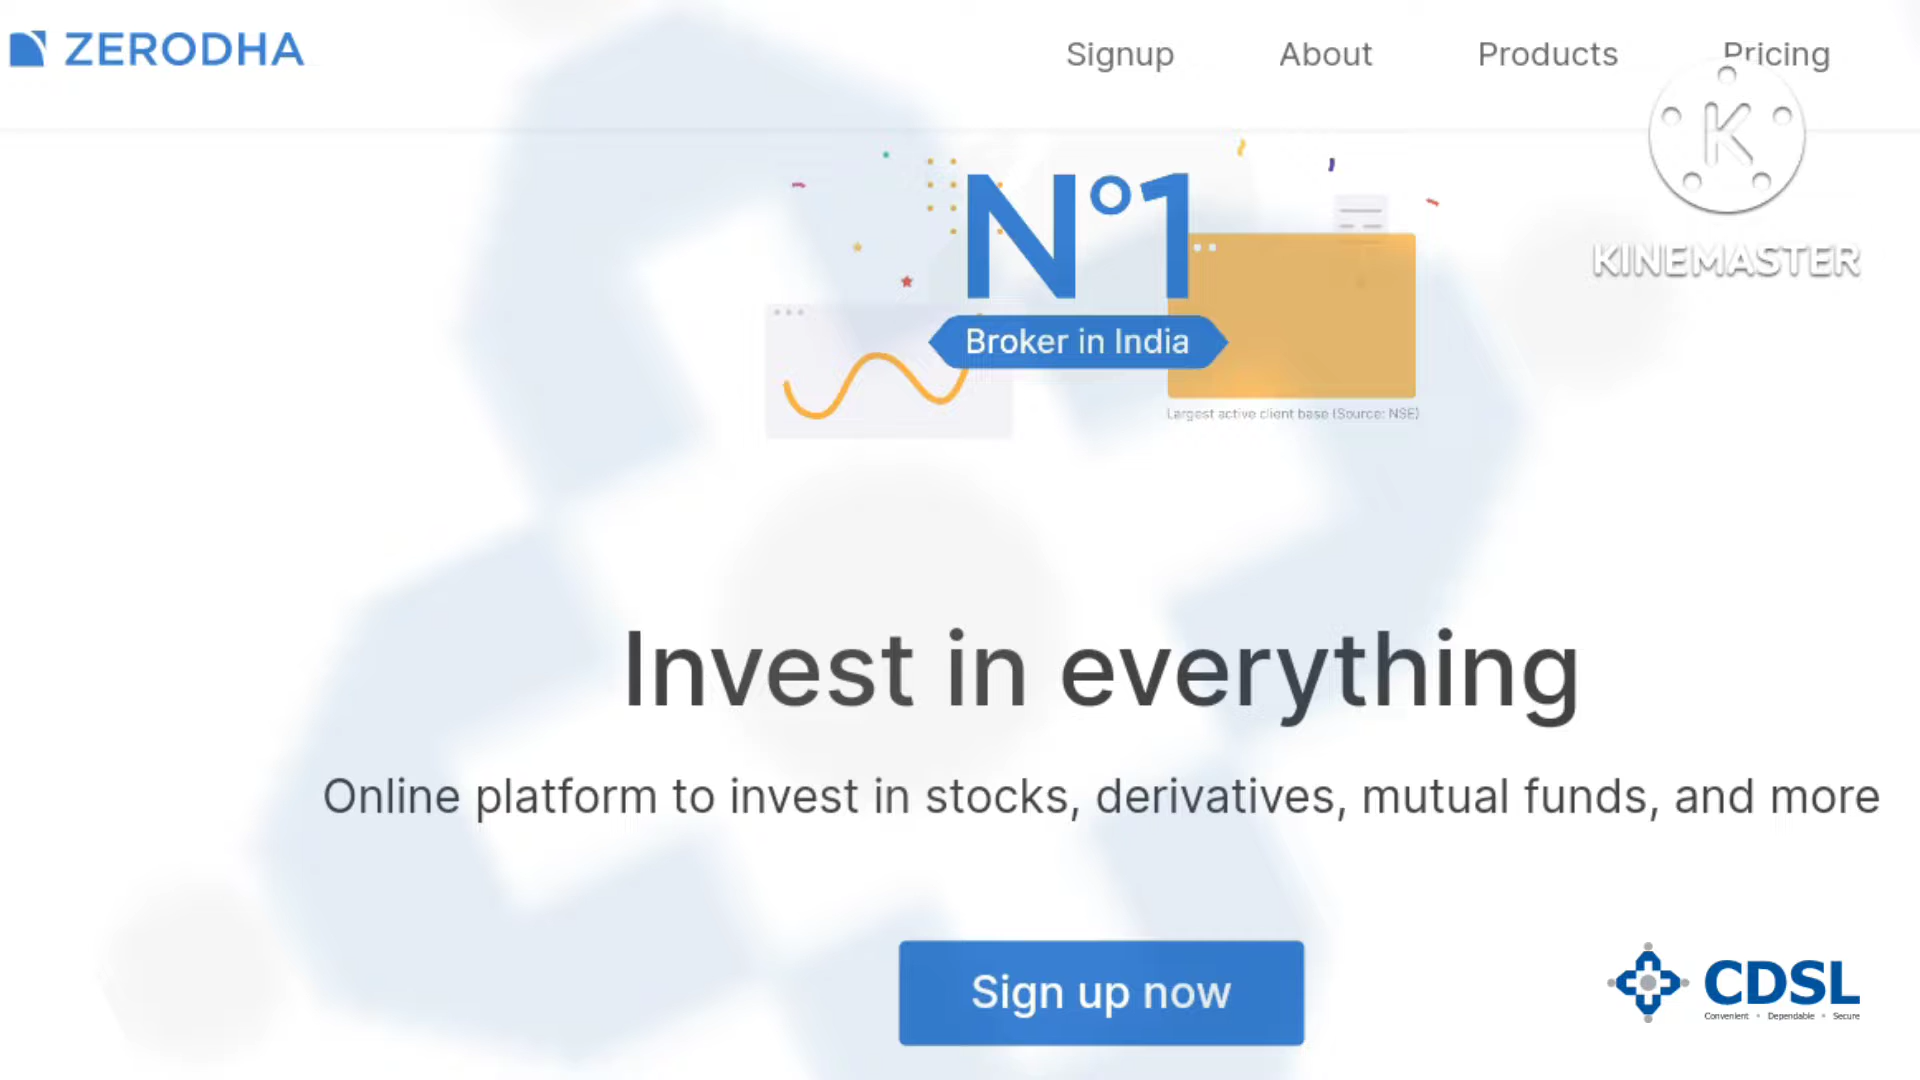 ZERODHA
Signup About Products Pricing
K
KINEMASTER
N°1
Broker in India
Largest active client base (Source: NSE)
Invest in everything
Online platform to invest in stocks, derivatives, mutual funds, and more
Sign up now
CDSL
Convenient • Dependable • Secure